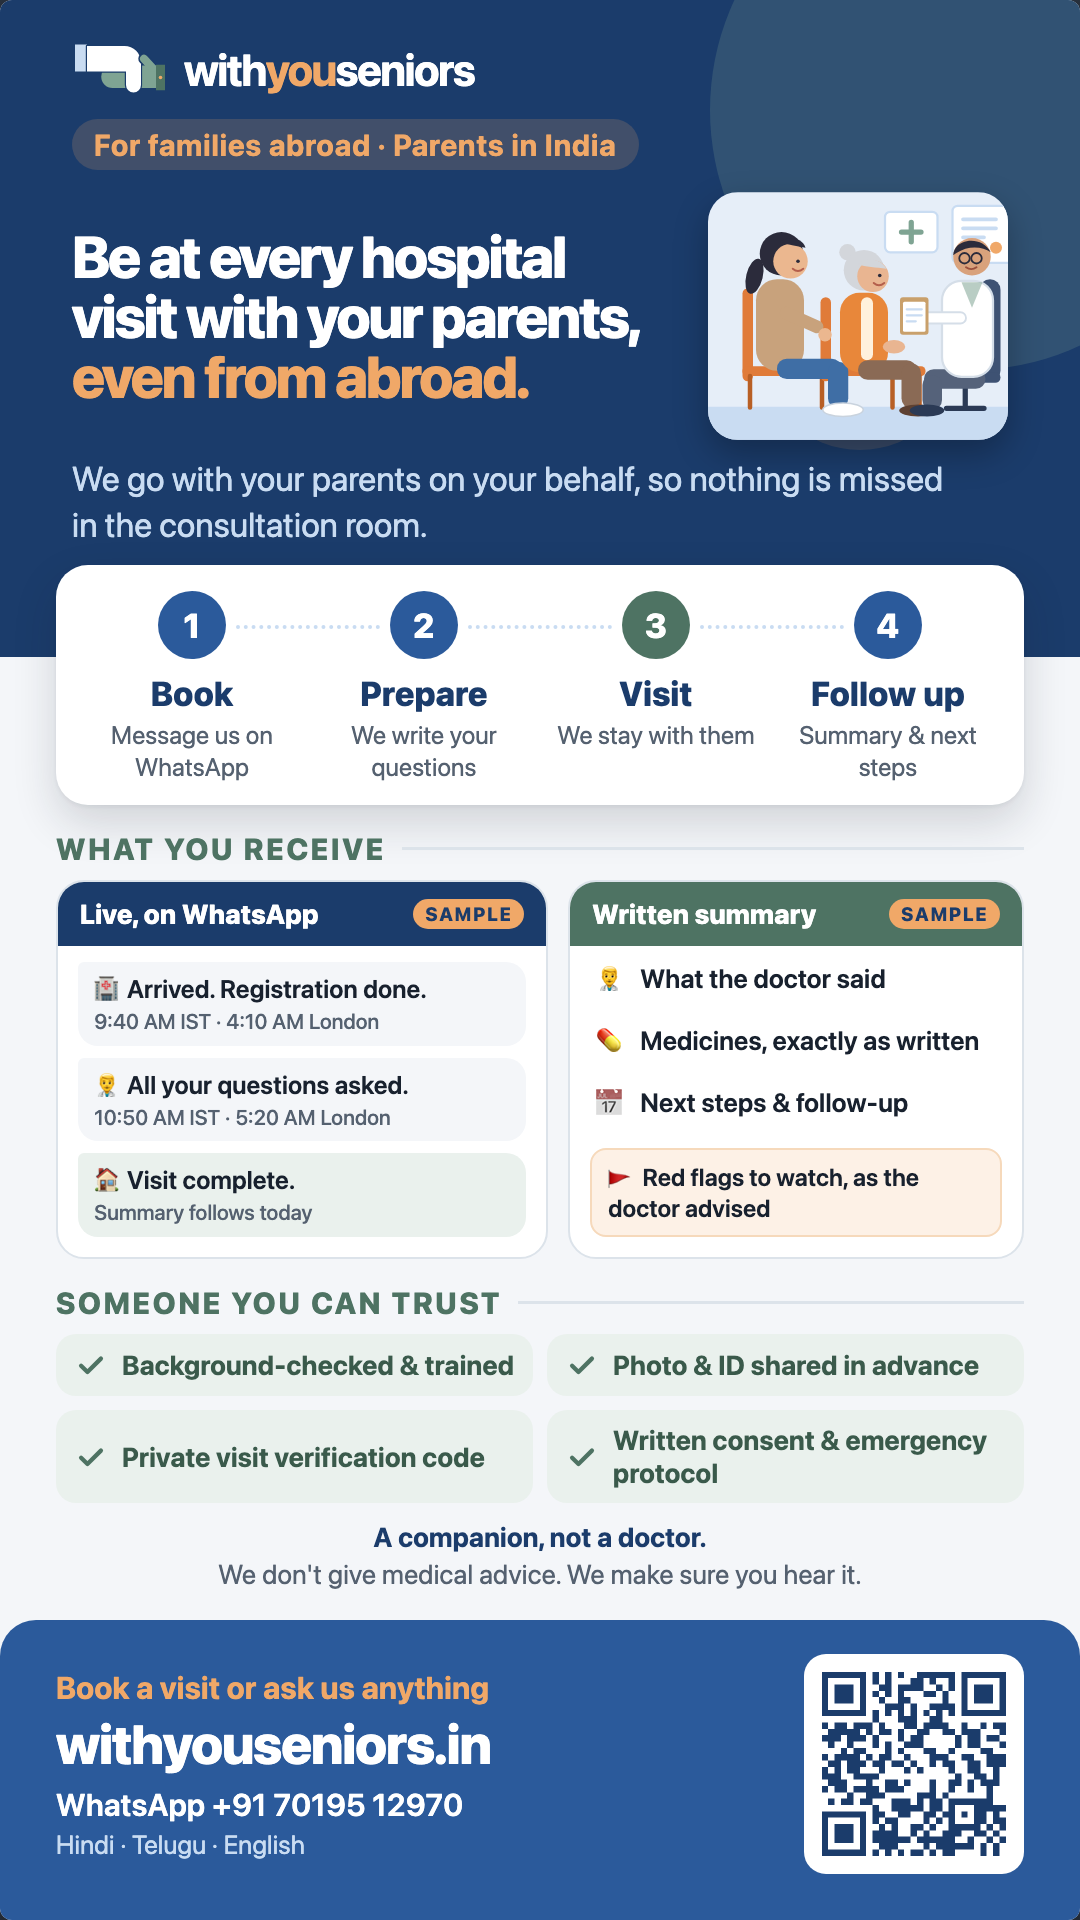 withyouseniors
For families abroad · Parents in India
Be at every hospital
visit with your parents,
even from abroad.
We go with your parents on your behalf, so nothing is missed
in the consultation room.
1
Book
Message us on
WhatsApp
2
Prepare
We write your
questions
3
Visit
We stay with them
4
Follow up
Summary & next
steps
WHAT YOU RECEIVE
Live, on WhatsApp
SAMPLE
🏥 Arrived. Registration done.
9:40 AM IST · 4:10 AM London
👨‍⚕️ All your questions asked.
10:50 AM IST · 5:20 AM London
🏠 Visit complete.
Summary follows today
Written summary
SAMPLE
👨‍⚕️ What the doctor said
💊 Medicines, exactly as written
📅 Next steps & follow-up
🚩 Red flags to watch, as the
doctor advised
SOMEONE YOU CAN TRUST
✓ Background-checked & trained
✓ Photo & ID shared in advance
✓ Private visit verification code
✓ Written consent & emergency
protocol
A companion, not a doctor.
We don't give medical advice. We make sure you hear it.
Book a visit or ask us anything
withyouseniors.in
WhatsApp +91 70195 12970
Hindi · Telugu · English